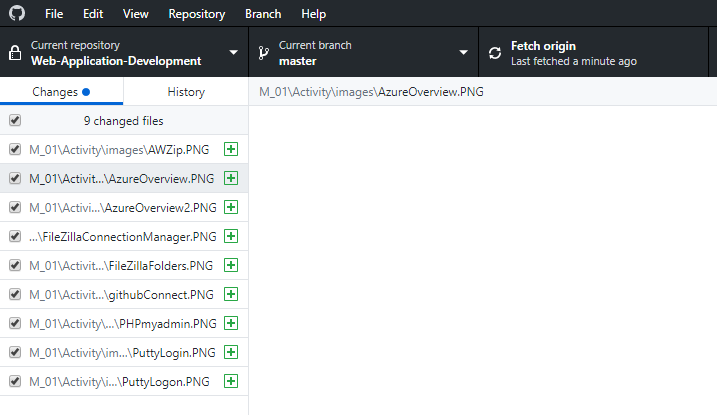 File Edit View Repository Branch Help
Current repository
Web-Application-Development
Current branch
master
Fetch origin
Last fetched a minute ago
Changes
History
M_01\Activity\images\AzureOverview.PNG
9 changed files
M_01\Activity\images\AWZip.PNG
M_01\Activit...\AzureOverview.PNG
M_01\Activi...\AzureOverview2.PNG
...\FileZillaConnectionManager.PNG
M_01\Activit...\FileZillaFolders.PNG
M_01\Activit...\githubConnect.PNG
M_01\Activity\...\PHPmyadmin.PNG
M_01\Activity\im...\PuttyLogin.PNG
M_01\Activity\i...\PuttyLogon.PNG